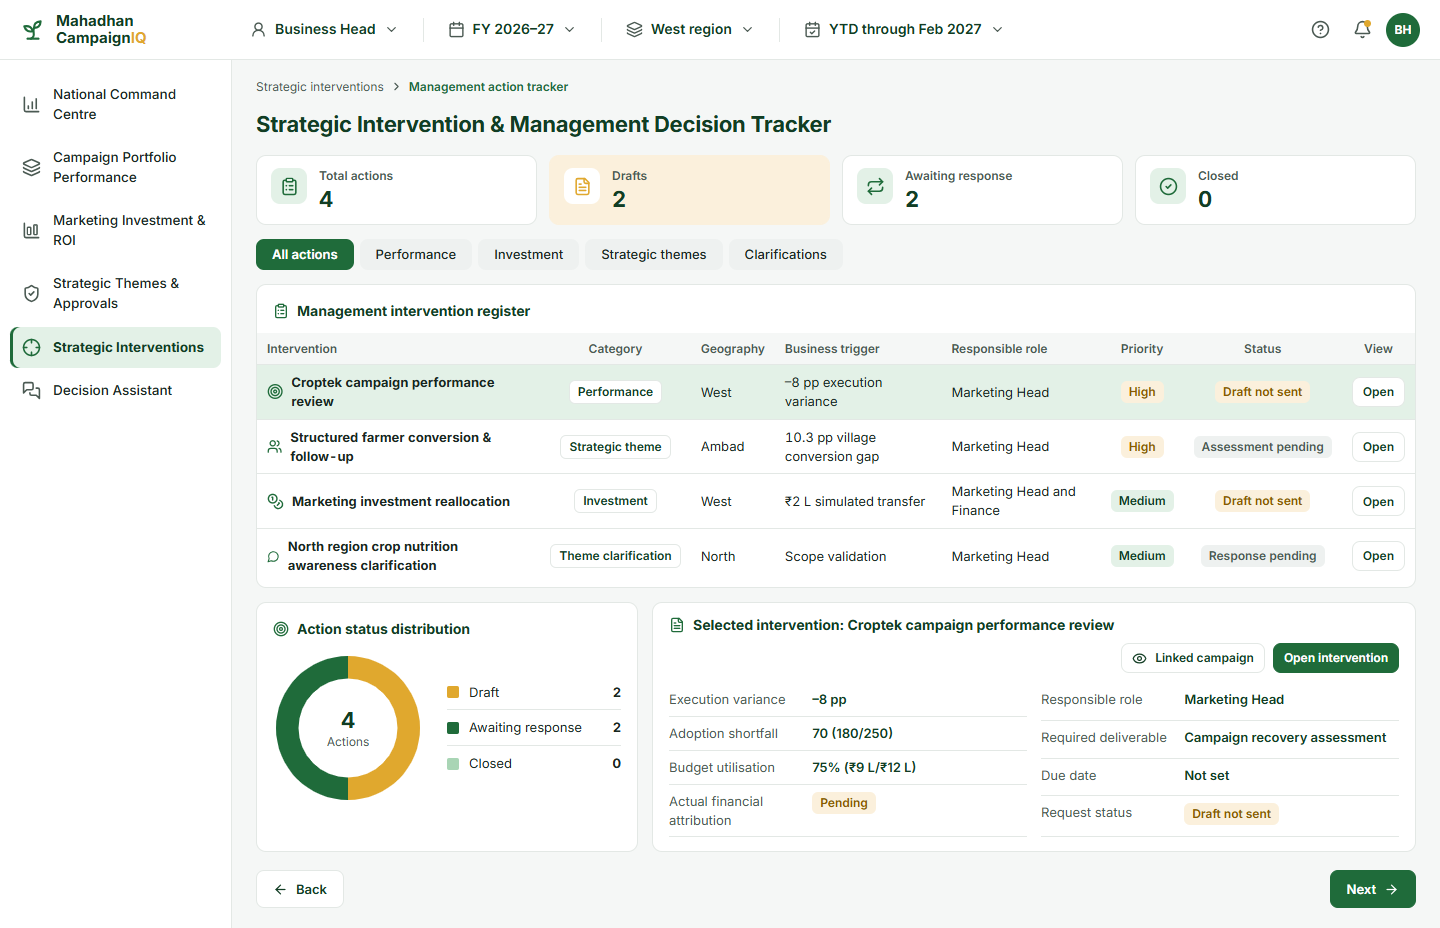 Mahadhan
CampaignIQ
Business Head
FY 2026–27
West region
YTD through Feb 2027
BH
National Command
Centre
Campaign Portfolio
Performance
Marketing Investment &
ROI
Strategic Themes &
Approvals
Strategic Interventions
Decision Assistant
Strategic interventions > Management action tracker
Strategic Intervention & Management Decision Tracker
Total actions
4
Drafts
2
Awaiting response
2
Closed
0
All actions
Performance
Investment
Strategic themes
Clarifications
Management intervention register
Intervention Category Geography Business trigger Responsible role Priority Status View
Croptek campaign performance
review
Performance
West
–8 pp execution
variance
Marketing Head
High
Draft not sent
Open
Structured farmer conversion &
follow-up
Strategic theme
Ambad
10.3 pp village
conversion gap
Marketing Head
High
Assessment pending
Open
Marketing investment reallocation
Investment
West
₹2 L simulated transfer
Marketing Head and
Finance
Medium
Draft not sent
Open
North region crop nutrition
awareness clarification
Theme clarification
North
Scope validation
Marketing Head
Medium
Response pending
Open
Action status distribution
4
Actions
Draft 2
Awaiting response 2
Closed 0
Selected intervention: Croptek campaign performance review
Linked campaign
Open intervention
Execution variance –8 pp
Adoption shortfall 70 (180/250)
Budget utilisation 75% (₹9 L/₹12 L)
Actual financial
attribution
Pending
Responsible role Marketing Head
Required deliverable Campaign recovery assessment
Due date Not set
Request status Draft not sent
Back
Next